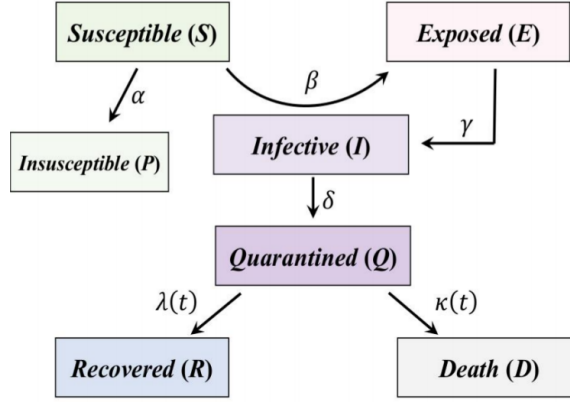 Susceptible (S)
Exposed (E)
α
β
γ
Insusceptible (P)
Infective (I)
δ
Quarantined (Q)
λ(t)
κ(t)
Recovered (R)
Death (D)